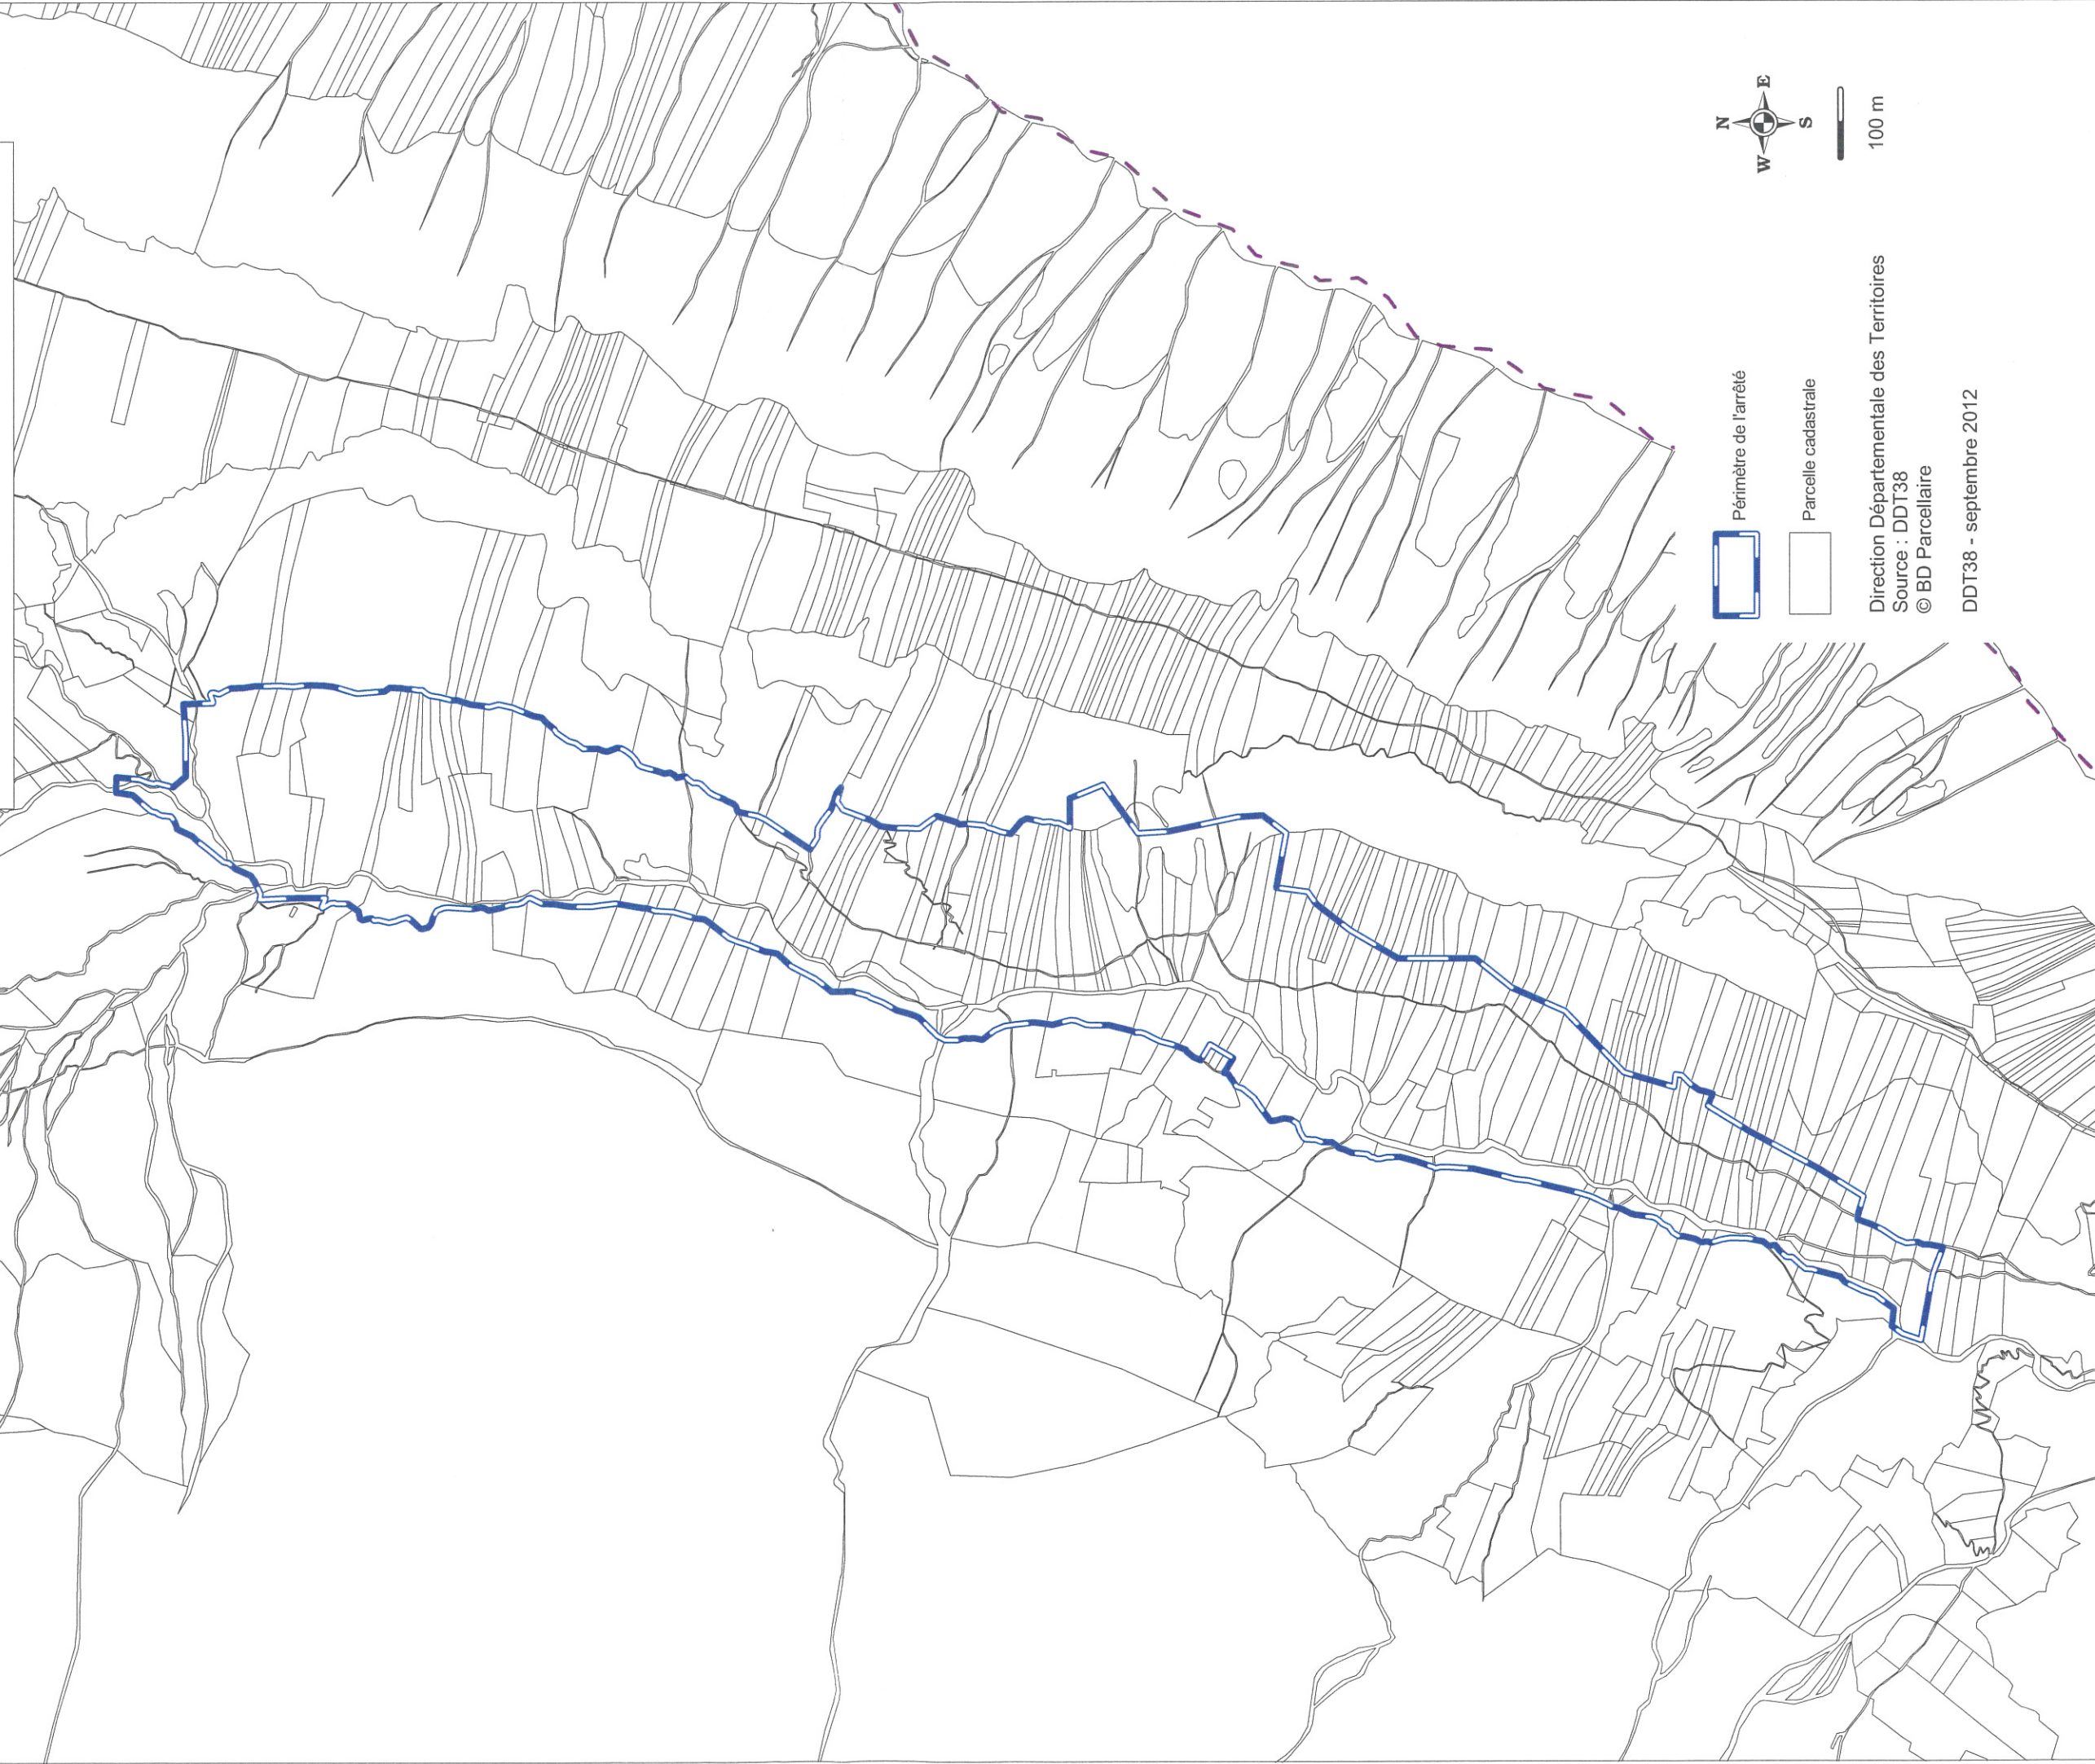 N
W
E
S
100 m
Périmètre de l'arrêté
Parcelle cadastrale
Direction Départementale des Territoires
Source : DDT38
© BD Parcellaire
DDT38 - septembre 2012